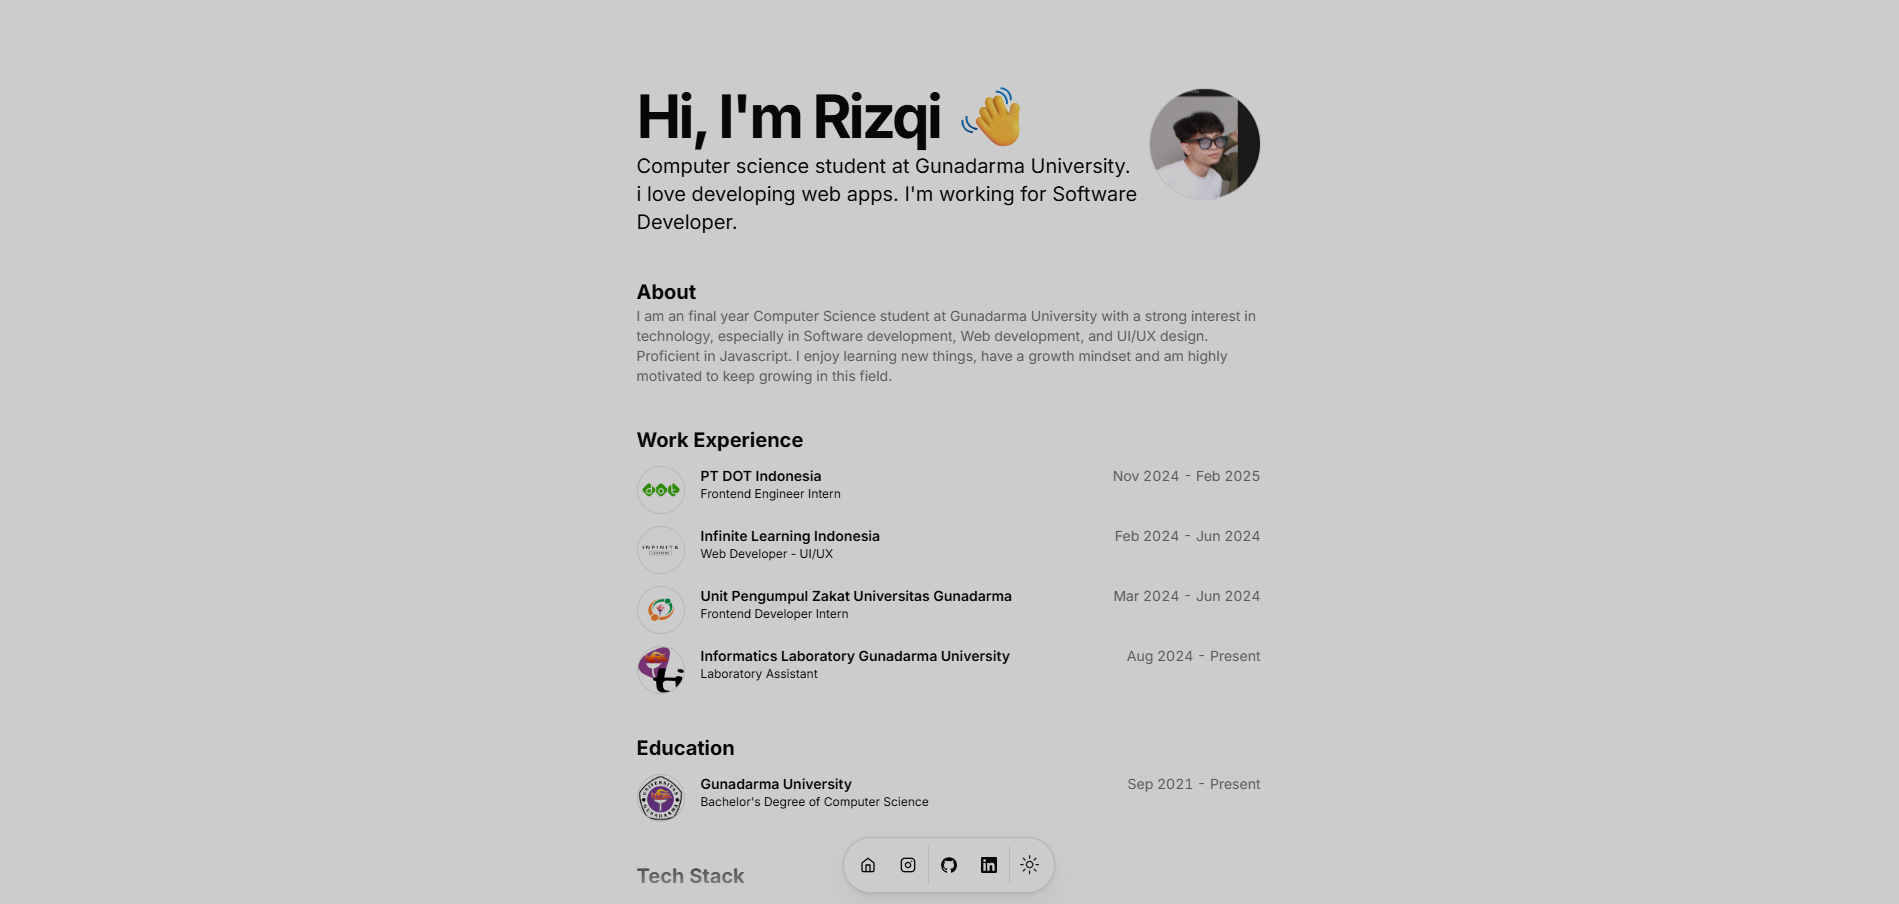 Hi, I'm Rizqi 👋
Computer science student at Gunadarma University.
i love developing web apps. I'm working for Software
Developer.
About
I am an final year Computer Science student at Gunadarma University with a strong interest in
technology, especially in Software development, Web development, and UI/UX design.
Proficient in Javascript. I enjoy learning new things, have a growth mindset and am highly
motivated to keep growing in this field.
Work Experience
dot
PT DOT Indonesia
Nov 2024 - Feb 2025
Frontend Engineer Intern
INFINITE
LEARNING
Infinite Learning Indonesia
Feb 2024 - Jun 2024
Web Developer - UI/UX
Unit Pengumpul Zakat Universitas Gunadarma
Mar 2024 - Jun 2024
Frontend Developer Intern
Informatics Laboratory Gunadarma University
Aug 2024 - Present
Laboratory Assistant
Education
UNIVERSITAS
GUNADARMA
Gunadarma University
Sep 2021 - Present
Bachelor's Degree of Computer Science
Tech Stack